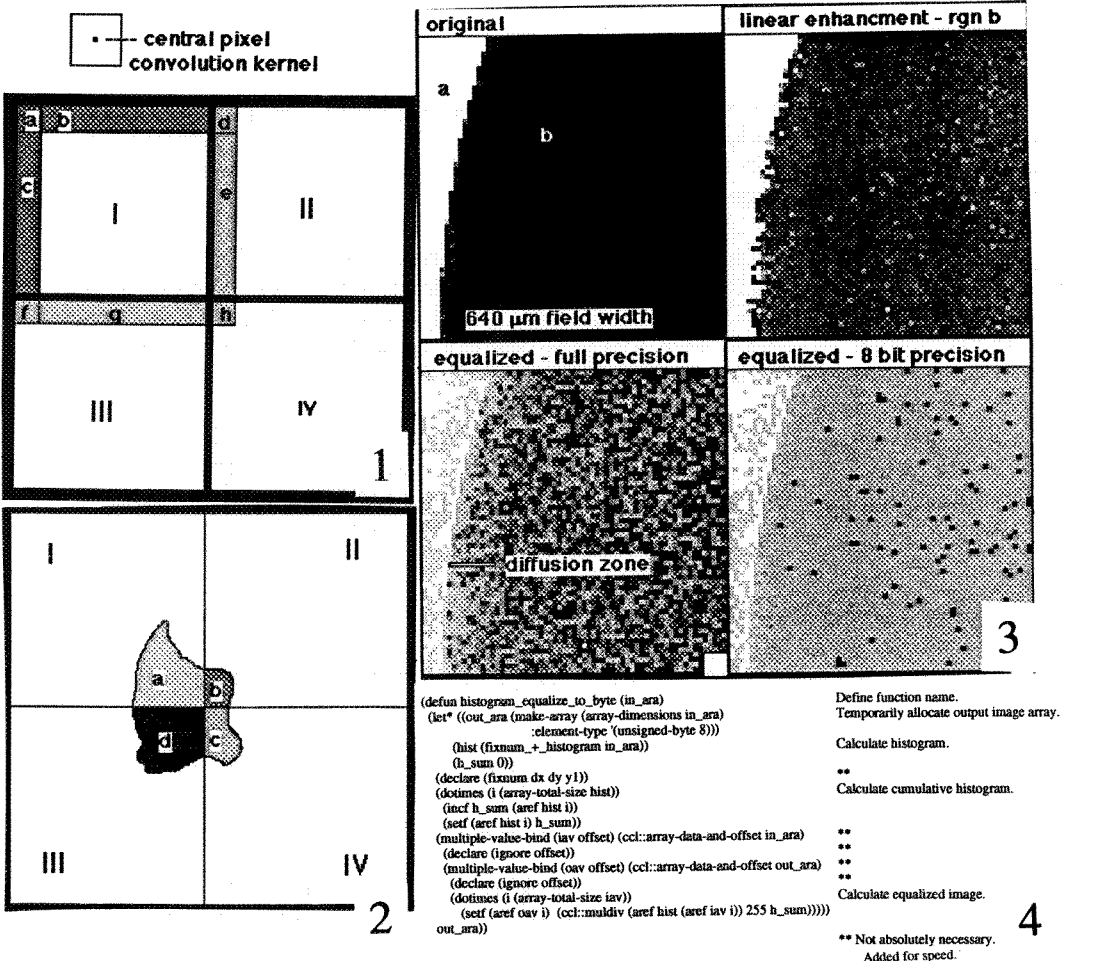 central pixel
convolution kernel
a b d
c
e
I
II
f g h
III
IV
1
original
a
b
640 µm field width
linear enhancment - rgn b
equalized - full precision
diffusion zone
equalized - 8 bit precision
3
I
II
a
b
d
c
III
IV
2
(defun histogram_equalize_to_byte (in_ara)
(let* ((out_ara (make-array (array-dimensions in_ara)
:element-type '(unsigned-byte 8)))
(hist (fixnum_+_histogram in_ara))
(h_sum 0))
(declare (fixnum dx dy y1))
(dotimes (i (array-total-size hist))
(incf h_sum (aref hist i))
(setf (aref hist i) h_sum))
(multiple-value-bind (iav offset) (ccl::array-data-and-offset in_ara)
(declare (ignore offset))
(multiple-value-bind (oav offset) (ccl::array-data-and-offset out_ara)
(declare (ignore offset))
(dotimes (i (array-total-size iav))
(setf (aref oav i) (ccl::muldiv (aref hist (aref iav i)) 255 h_sum)))))
out_ara))
Define function name.
Temporarily allocate output image array.
Calculate histogram.
**
Calculate cumulative histogram.
**
**
**
**
Calculate equalized image.
** Not absolutely necessary.
Added for speed.
4